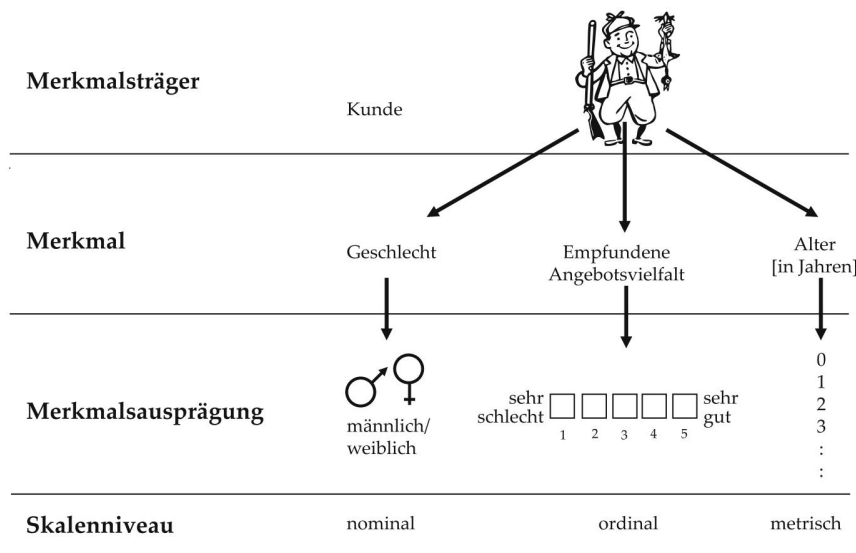 Merkmalsträger
Kunde
Merkmal
Geschlecht
Empfundene
Angebotsvielfalt
Alter
[in Jahren]
Merkmalsausprägung
männlich/
weiblich
sehr
schlecht
1 2 3 4 5
sehr
gut
0
1
2
3
:
:
Skalenniveau
nominal
ordinal
metrisch